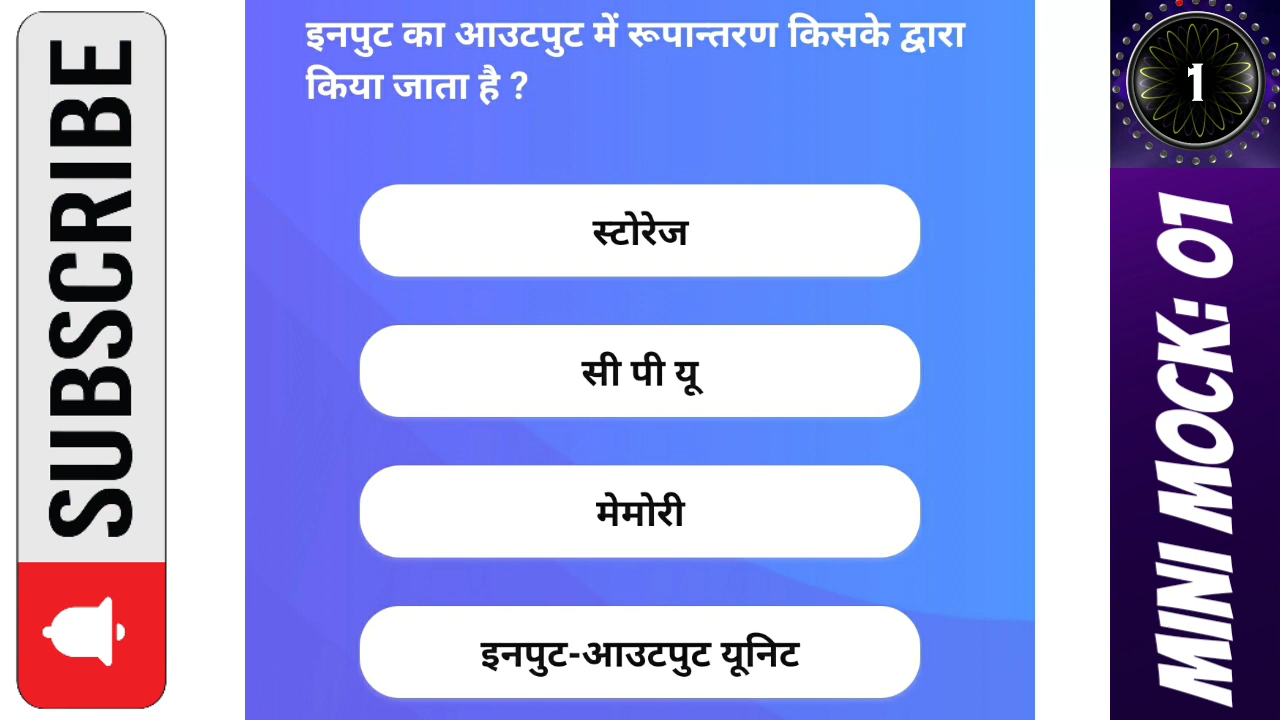 SUBSCRIBE
इनपुट का आउटपुट में रूपान्तरण किसके द्वारा
किया जाता है ?
स्टोरेज
सी पी यू
मेमोरी
इनपुट-आउटपुट यूनिट
1
MINI MOCK: 01